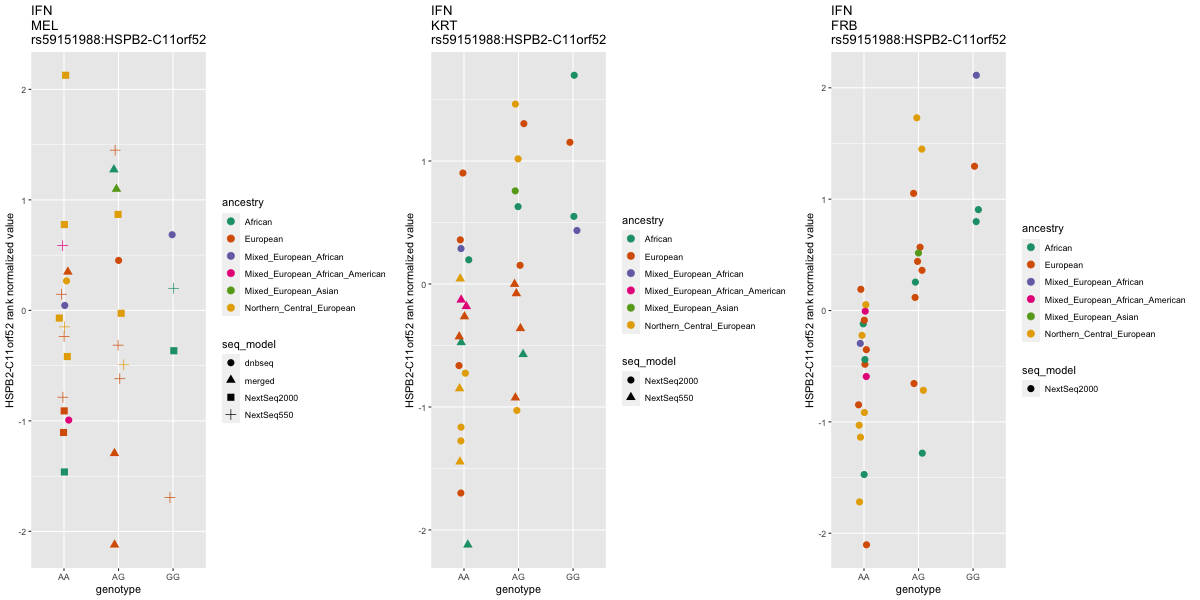 IFN
MEL
rs59151988:HSPB2-C11orf52
HSPB2-C11orf52 rank normalized value
2
1
0
-1
-2
AA
AG
GG
genotype
ancestry
African
European
Mixed_European_African
Mixed_European_African_American
Mixed_European_Asian
Northern_Central_European
seq_model
dnbseq
merged
NextSeq2000
NextSeq550
IFN
KRT
rs59151988:HSPB2-C11orf52
HSPB2-C11orf52 rank normalized value
1
0
-1
-2
AA
AG
GG
genotype
ancestry
African
European
Mixed_European_African
Mixed_European_African_American
Mixed_European_Asian
Northern_Central_European
seq_model
NextSeq2000
NextSeq550
IFN
FRB
rs59151988:HSPB2-C11orf52
HSPB2-C11orf52 rank normalized value
2
1
0
-1
-2
AA
AG
GG
genotype
ancestry
African
European
Mixed_European_African
Mixed_European_African_American
Mixed_European_Asian
Northern_Central_European
seq_model
NextSeq2000